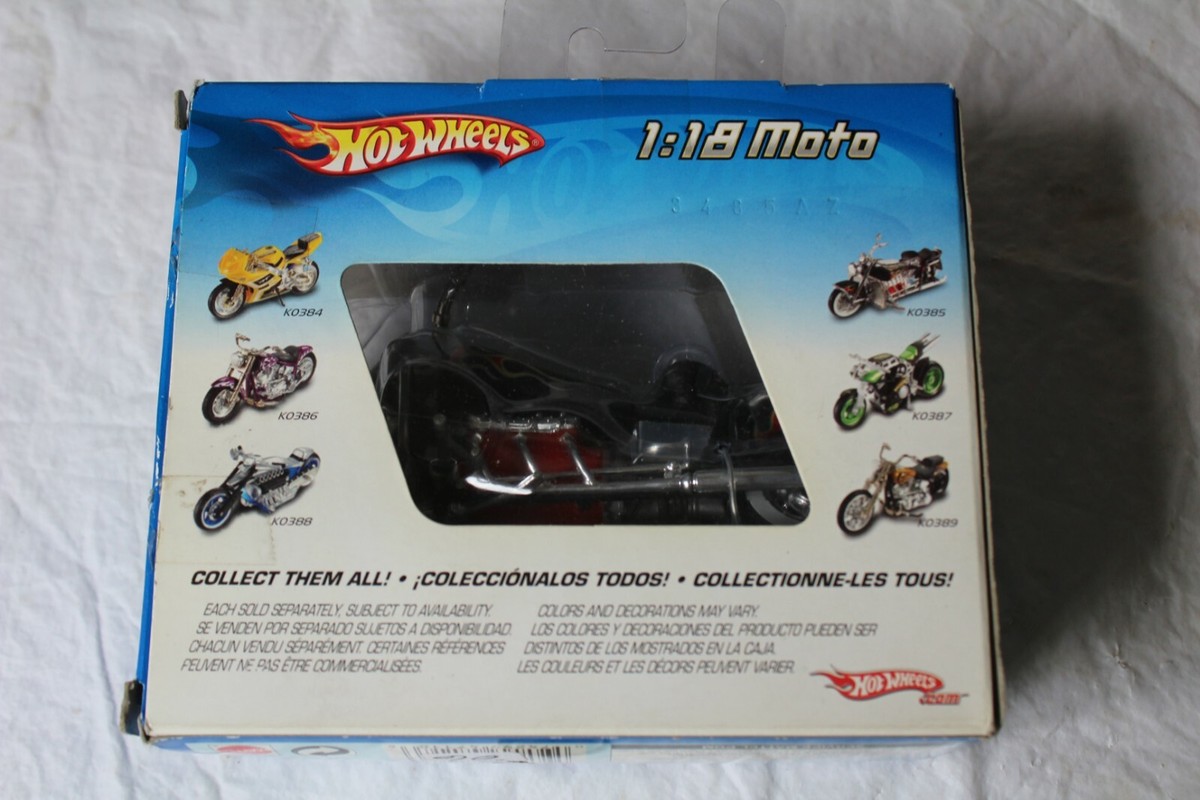 HOT WHEELS®
1:18 Moto
9485AZ
K0384
K0385
K0386
K0387
K0388
K0389
COLLECT THEM ALL! • ¡COLECCIÓNALOS TODOS! • COLLECTIONNE-LES TOUS!
EACH SOLD SEPARATELY, SUBJECT TO AVAILABILITY.
SE VENDEN POR SEPARADO SUJETOS A DISPONIBILIDAD.
CHACUN VENDU SÉPARÉMENT. CERTAINES RÉFÉRENCES
PEUVENT NE PAS ÊTRE COMMERCIALISÉES.
COLORS AND DECORATIONS MAY VARY.
LOS COLORES Y DECORACIONES DEL PRODUCTO PUEDEN SER
DISTINTOS DE LOS MOSTRADOS EN LA CAJA.
LES COULEURS ET LES DÉCORS PEUVENT VARIER.
HOT WHEELS
.com